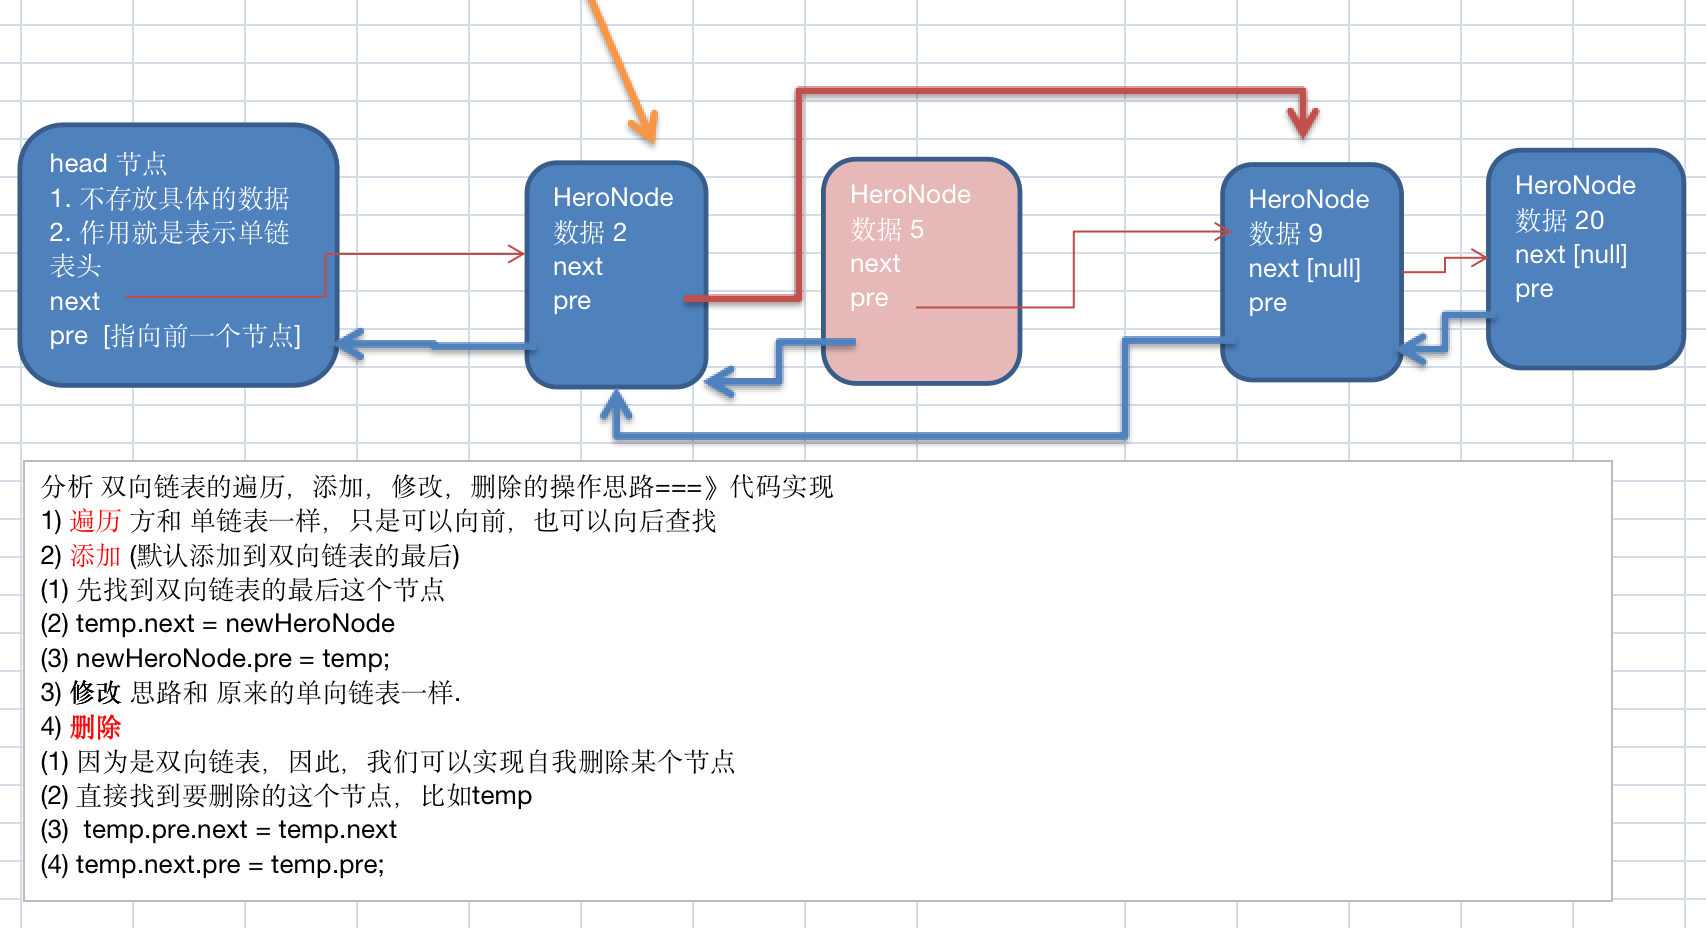 head 节点
1. 不存放具体的数据
2. 作用就是表示单链
表头
next
pre  [指向前一个节点]
HeroNode
数据 2
next
pre
HeroNode
数据 5
next
pre
HeroNode
数据 9
next [null]
pre
HeroNode
数据 20
next [null]
pre
分析 双向链表的遍历，添加，修改，删除的操作思路===》代码实现
1) 遍历 方和 单链表一样，只是可以向前，也可以向后查找
2) 添加 (默认添加到双向链表的最后)
(1) 先找到双向链表的最后这个节点
(2) temp.next = newHeroNode
(3) newHeroNode.pre = temp;
3) 修改 思路和 原来的单向链表一样.
4) 删除
(1) 因为是双向链表，因此，我们可以实现自我删除某个节点
(2) 直接找到要删除的这个节点，比如temp
(3)  temp.pre.next = temp.next
(4) temp.next.pre = temp.pre;